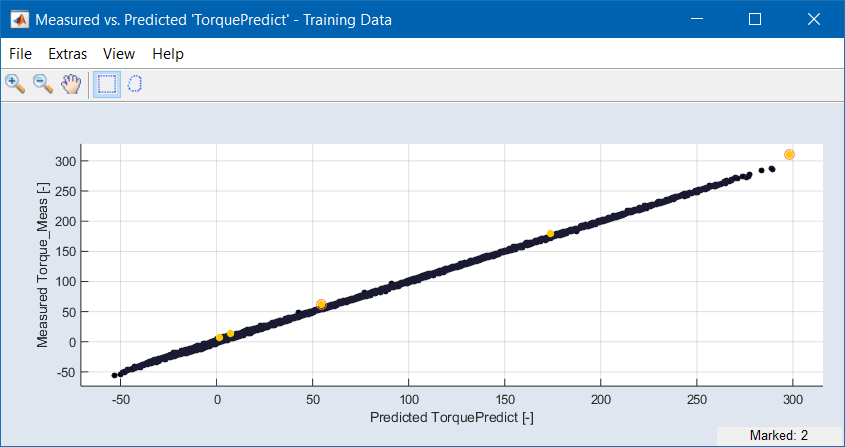 Measured vs. Predicted 'TorquePredict' - Training Data
File Extras View Help
300
250
200
150
100
50
0
-50
Measured Torque_Meas [-]
-50 0 50 100 150 200 250 300
Predicted TorquePredict [-]
Marked: 2